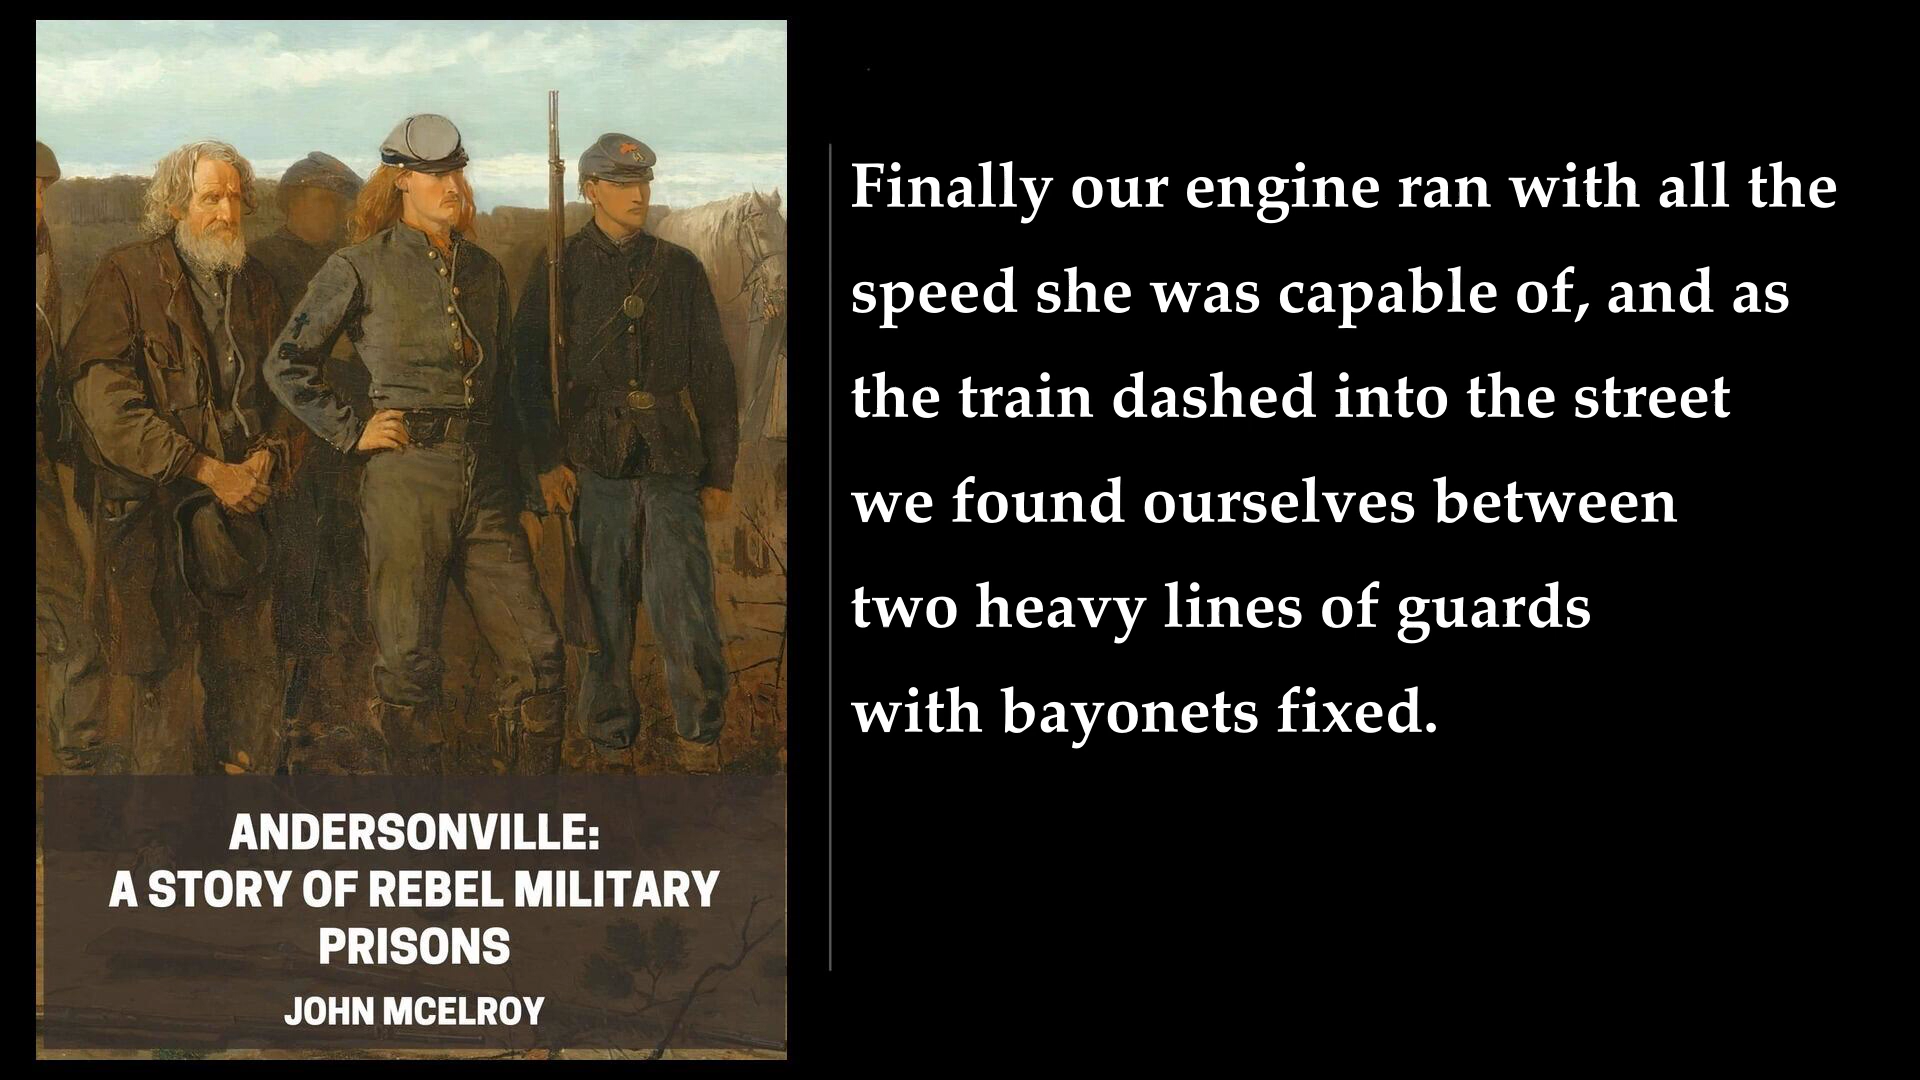 Finally our engine ran with all the
speed she was capable of, and as
the train dashed into the street
we found ourselves between
two heavy lines of guards
with bayonets fixed.
ANDERSONVILLE:
A STORY OF REBEL MILITARY
PRISONS
JOHN MCELROY